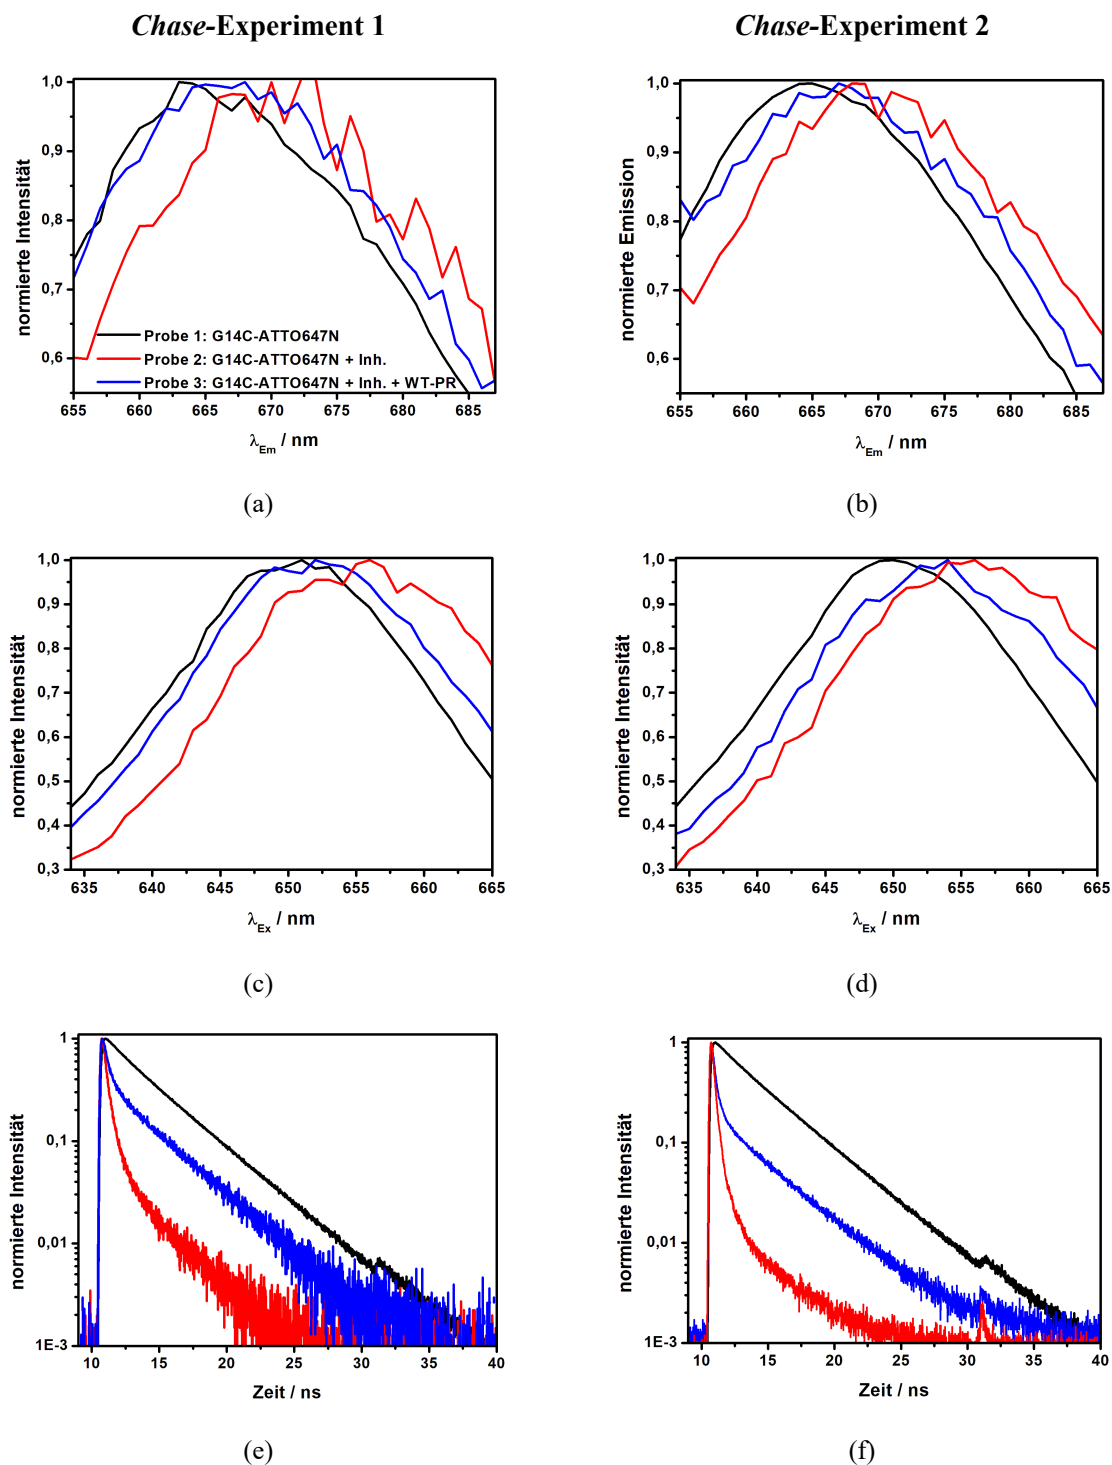 Chase-Experiment 1
Chase-Experiment 2
normierte Intensität
1,0
0,9
0,8
0,7
0,6
Probe 1: G14C-ATTO647N
Probe 2: G14C-ATTO647N + Inh.
Probe 3: G14C-ATTO647N + Inh. + WT-PR
655 660 665 670 675 680 685
λEm / nm
(a)
normierte Emission
1,0
0,9
0,8
0,7
0,6
655 660 665 670 675 680 685
λEm / nm
(b)
normierte Intensität
1,0
0,9
0,8
0,7
0,6
0,5
0,4
0,3
635 640 645 650 655 660 665
λEx / nm
(c)
normierte Intensität
1,0
0,9
0,8
0,7
0,6
0,5
0,4
0,3
635 640 645 650 655 660 665
λEx / nm
(d)
normierte Intensität
1
0,1
0,01
1E-3
10 15 20 25 30 35 40
Zeit / ns
(e)
normierte Intensität
1
0,1
0,01
1E-3
10 15 20 25 30 35 40
Zeit / ns
(f)